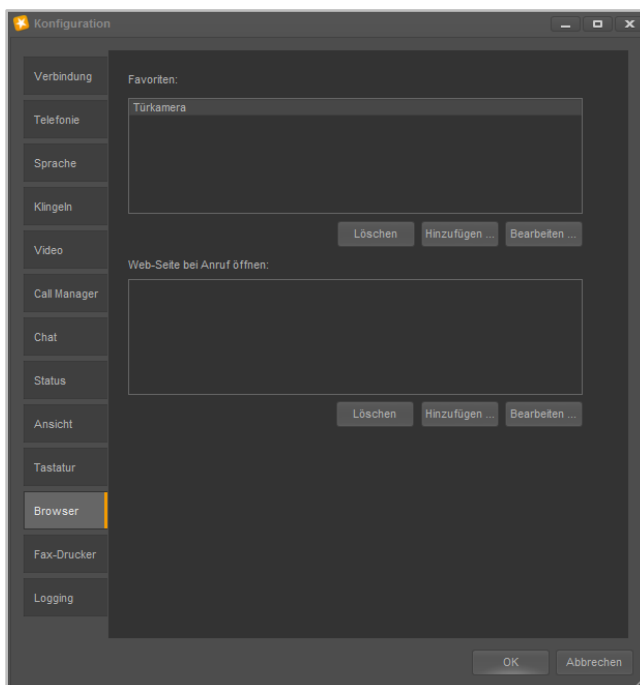 Konfiguration
Verbindung
Telefonie
Sprache
Klingeln
Video
Call Manager
Chat
Status
Ansicht
Tastatur
Browser
Fax-Drucker
Logging
Favoriten:
Türkamera
Löschen Hinzufügen ... Bearbeiten ...
Web-Seite bei Anruf öffnen:
Löschen Hinzufügen ... Bearbeiten ...
OK Abbrechen